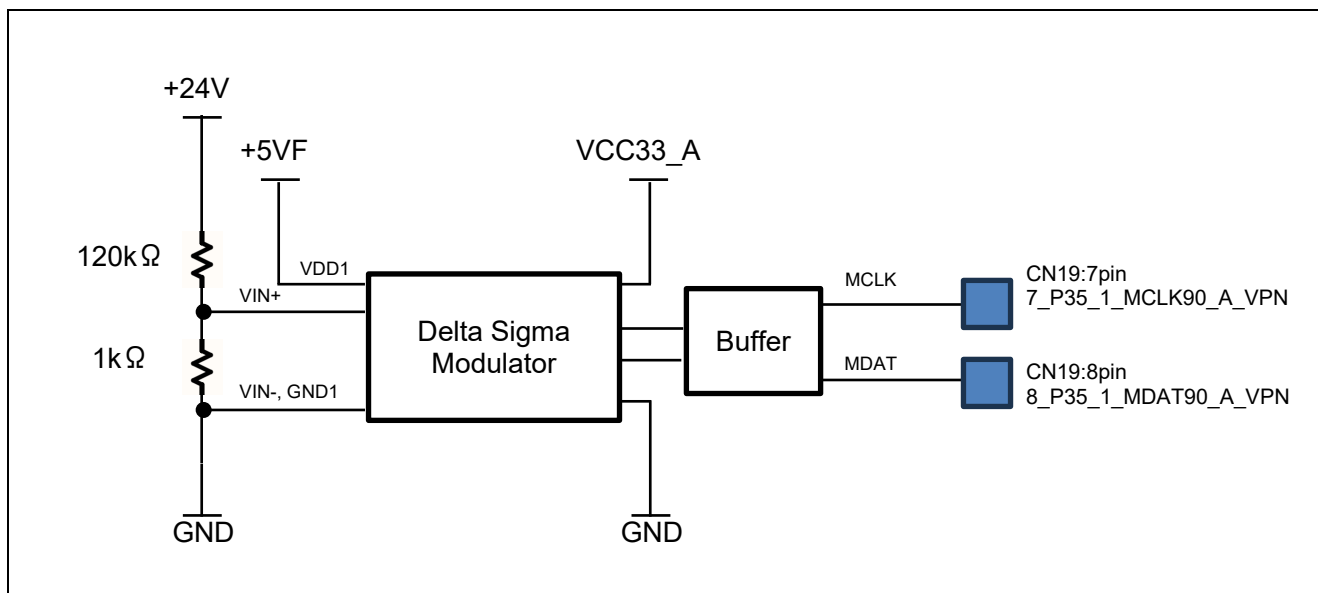 +24V
+5VF
VCC33_A
120kΩ
VDD1
VIN+
1kΩ
VIN-, GND1
Delta Sigma
Modulator
Buffer
MCLK
MDAT
CN19:7pin
7_P35_1_MCLK90_A_VPN
CN19:8pin
8_P35_1_MDAT90_A_VPN
GND
GND